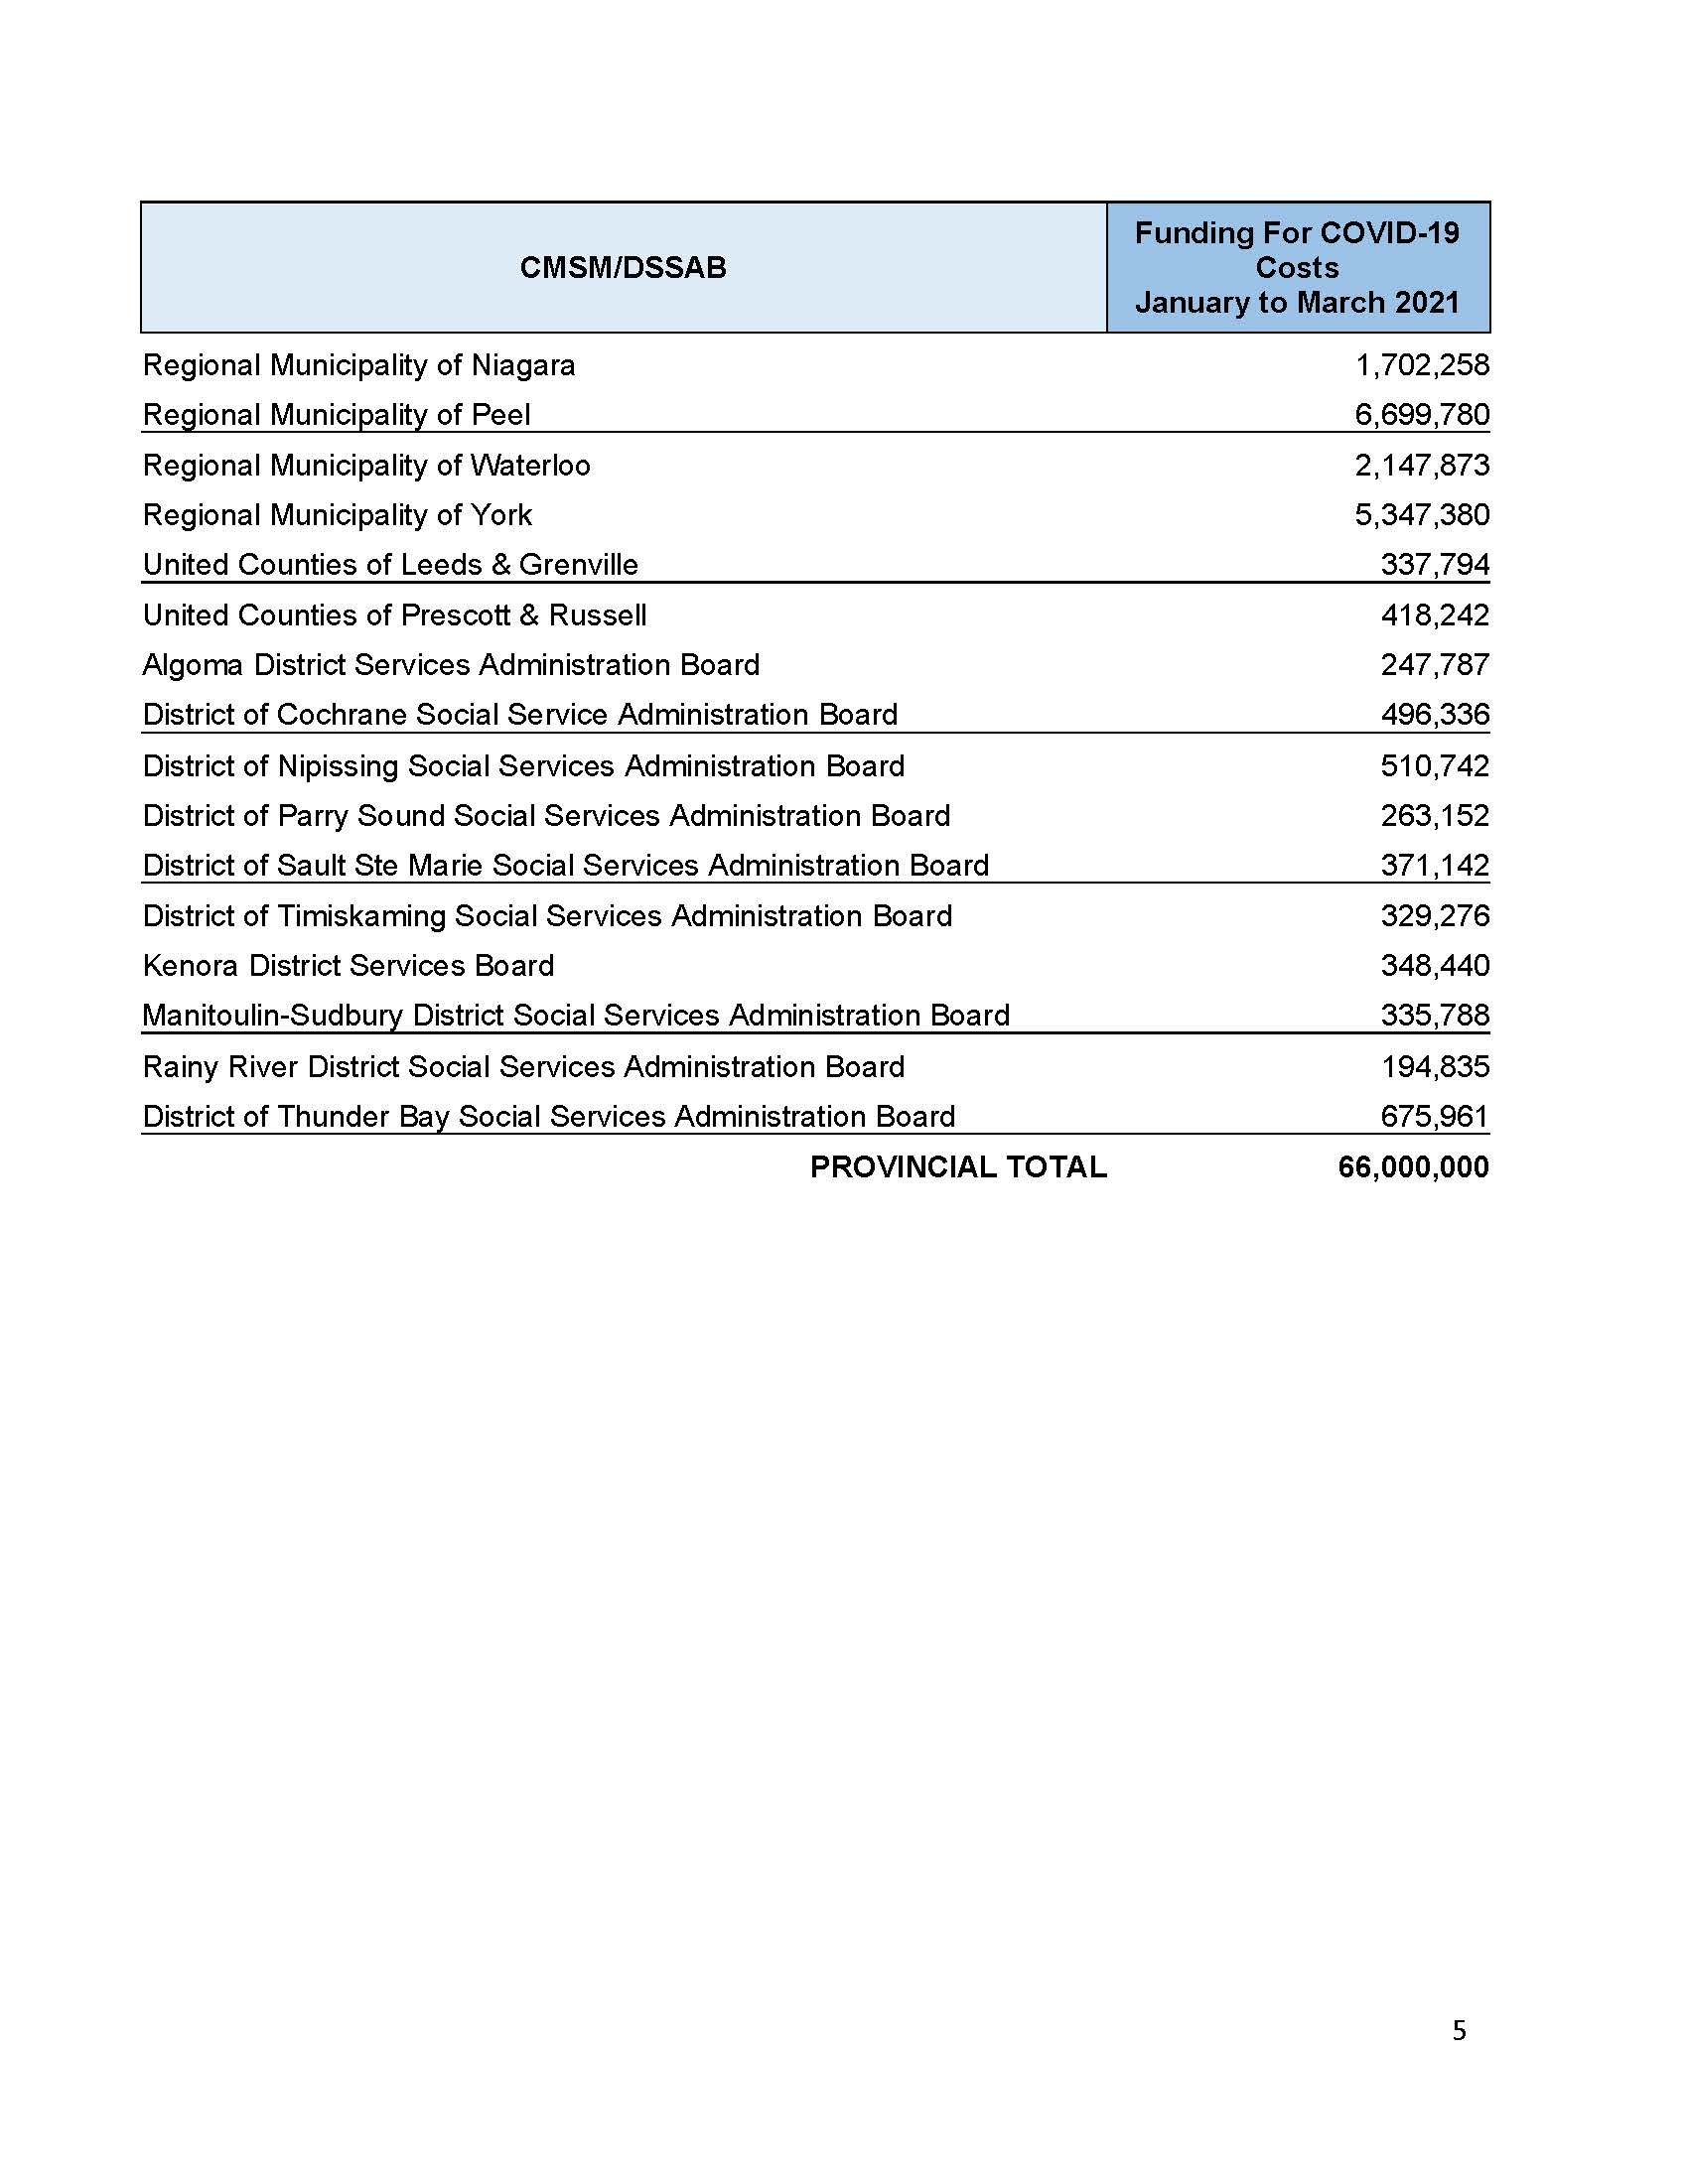 CMSM/DSSAB
Funding For COVID-19
Costs
January to March 2021
Regional Municipality of Niagara 1,702,258
Regional Municipality of Peel 6,699,780
Regional Municipality of Waterloo 2,147,873
Regional Municipality of York 5,347,380
United Counties of Leeds & Grenville 337,794
United Counties of Prescott & Russell 418,242
Algoma District Services Administration Board 247,787
District of Cochrane Social Service Administration Board 496,336
District of Nipissing Social Services Administration Board 510,742
District of Parry Sound Social Services Administration Board 263,152
District of Sault Ste Marie Social Services Administration Board 371,142
District of Timiskaming Social Services Administration Board 329,276
Kenora District Services Board 348,440
Manitoulin-Sudbury District Social Services Administration Board 335,788
Rainy River District Social Services Administration Board 194,835
District of Thunder Bay Social Services Administration Board 675,961
PROVINCIAL TOTAL 66,000,000
5